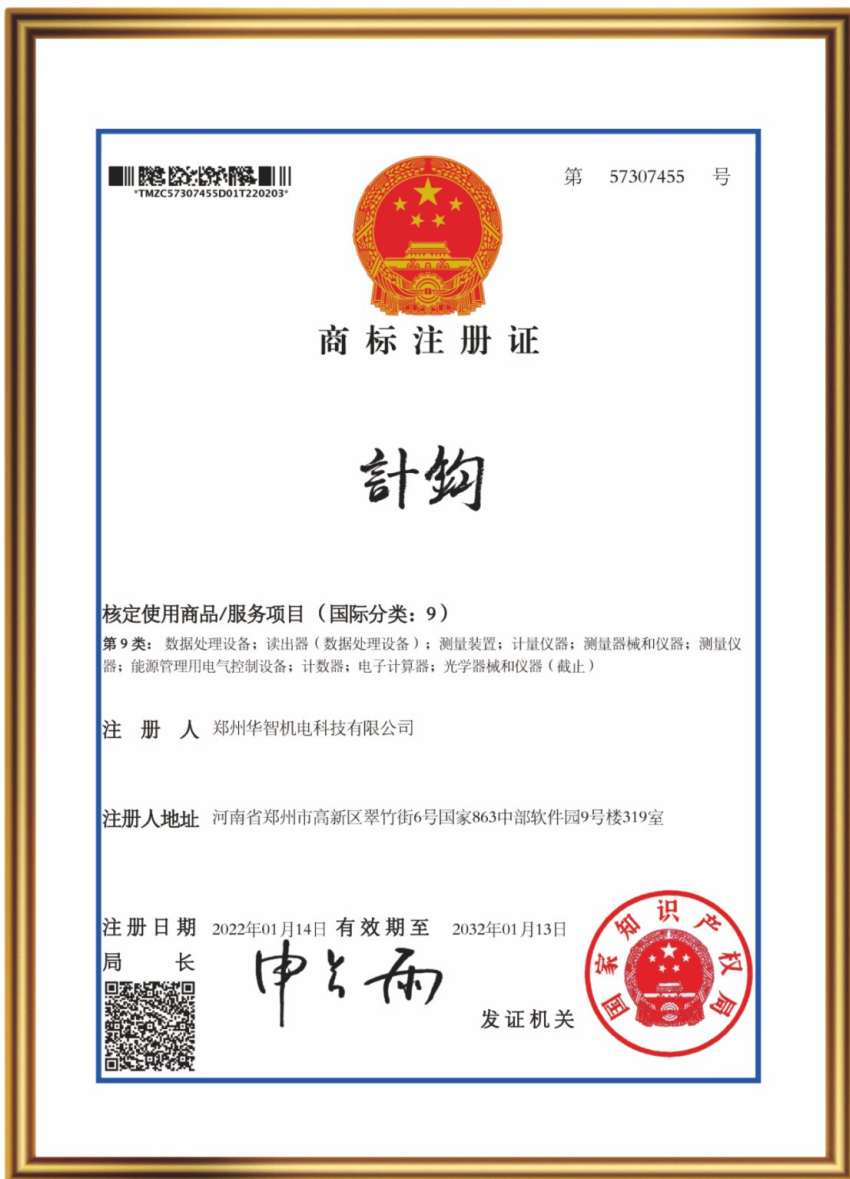 *TMZC57307455D01T220203*
第 57307455 号
商标注册证
計鈞
核定使用商品/服务项目（国际分类：9）
第9类：数据处理设备；读出器（数据处理设备）；测量装置；计量仪器；测量器械和仪器；测量仪
器；能源管理用电气控制设备；计数器；电子计算器；光学器械和仪器（截止）
注册人 郑州华智机电科技有限公司
注册人地址 河南省郑州市高新区翠竹街6号国家863中部软件园9号楼319室
注册日期 2022年01月14日 有效期至 2032年01月13日
局长 申长雨
发证机关
国家知识产权局